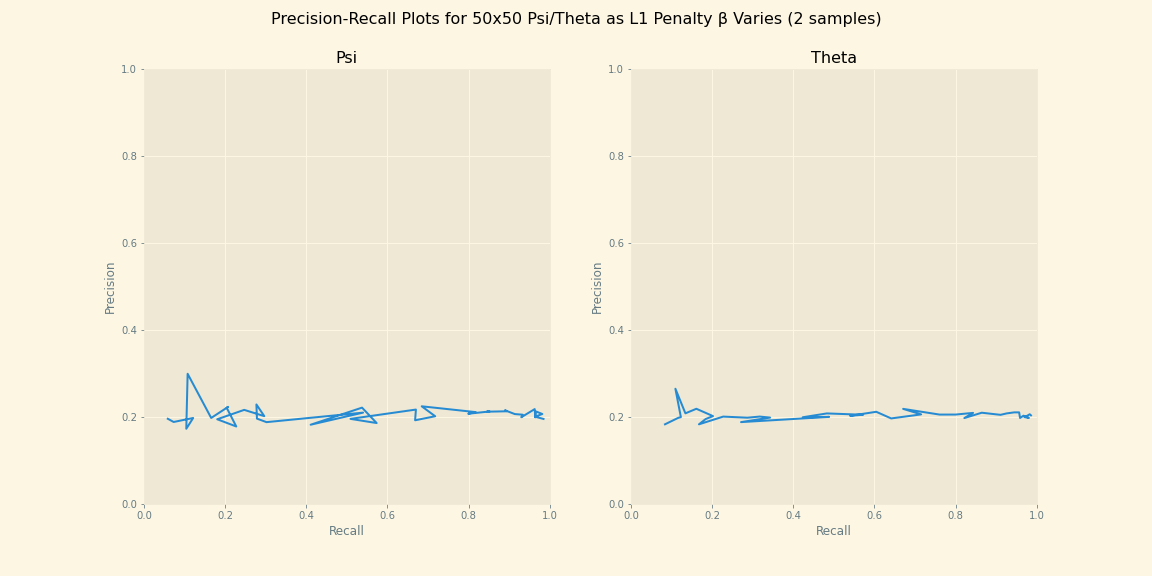 Precision-Recall Plots for 50x50 Psi/Theta as L1 Penalty β Varies (2 samples)
Psi
Theta
1.0
0.8
0.6
0.4
0.2
0.0
Precision
0.0 0.2 0.4 0.6 0.8 1.0
Recall
1.0
0.8
0.6
0.4
0.2
0.0
Precision
0.0 0.2 0.4 0.6 0.8 1.0
Recall